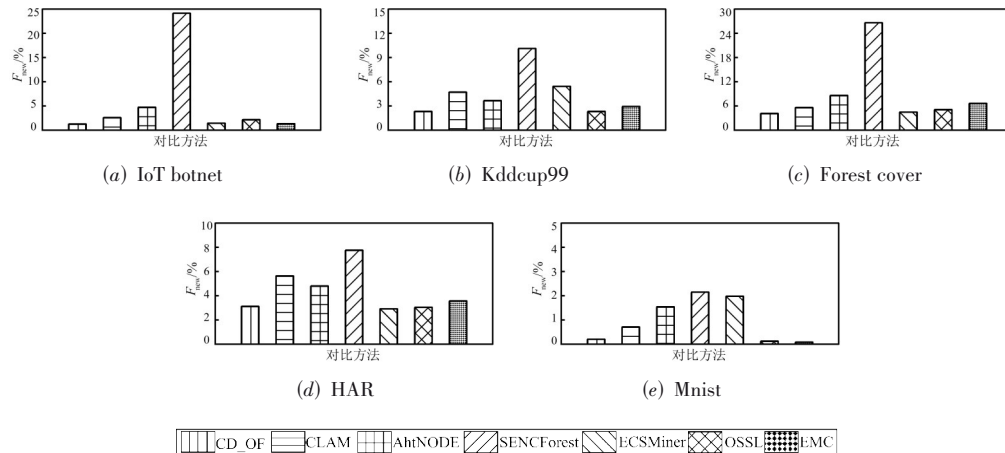 25
20
15
10
5
0
F_new/%
对比方法
(a) IoT botnet
15
12
9
6
3
0
F_new/%
对比方法
(b) Kddcup99
30
24
18
12
6
0
F_new/%
对比方法
(c) Forest cover
10
8
6
4
2
0
F_new/%
对比方法
(d) HAR
5
4
3
2
1
0
F_new/%
对比方法
(e) Mnist
CD_OF CLAM AhtNODE SENCForest ECSMiner OSSL EMC